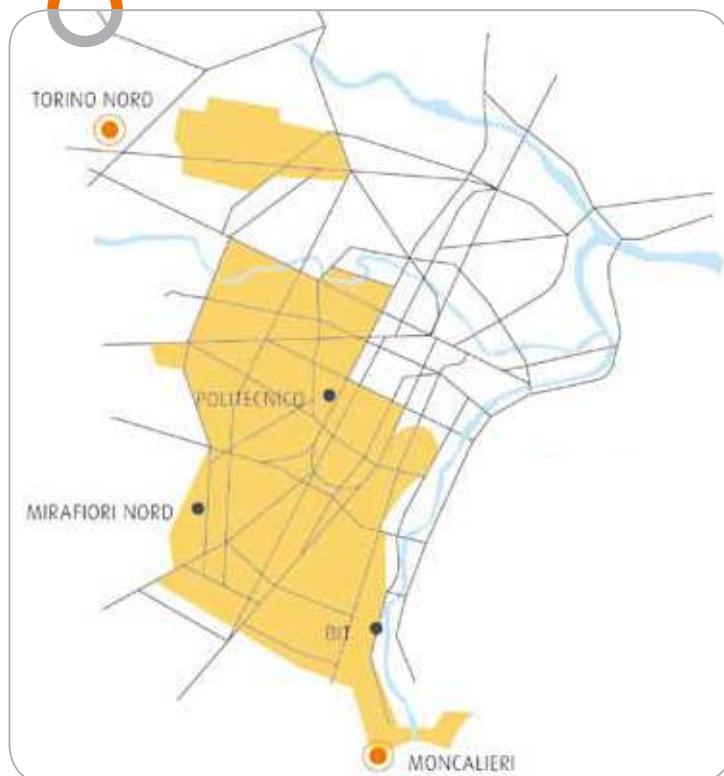 TORINO NORD
POLITECNICO
MIRAFIORI NORD
BIT
MONCALIERI